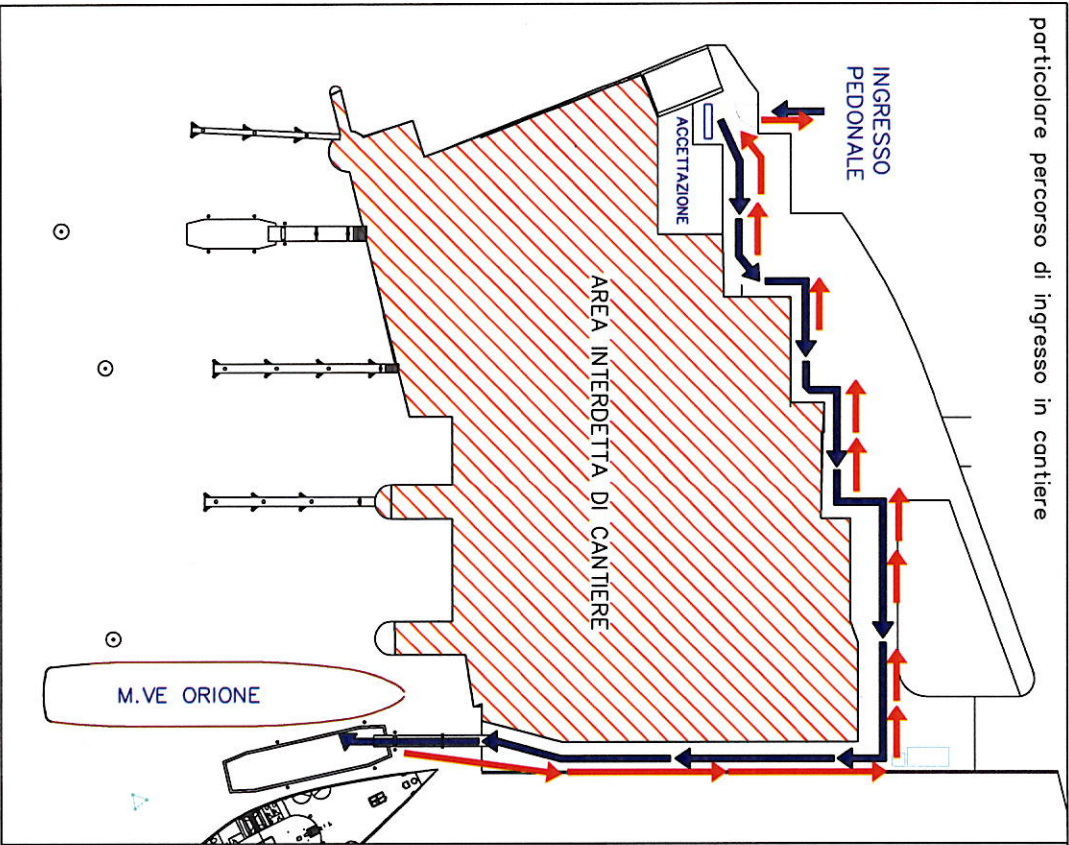 particolare percorso di ingresso in cantiere
INGRESSO
PEDONALE
ACCETTAZIONE
AREA INTERDETTA DI CANTIERE
M.VE ORIONE